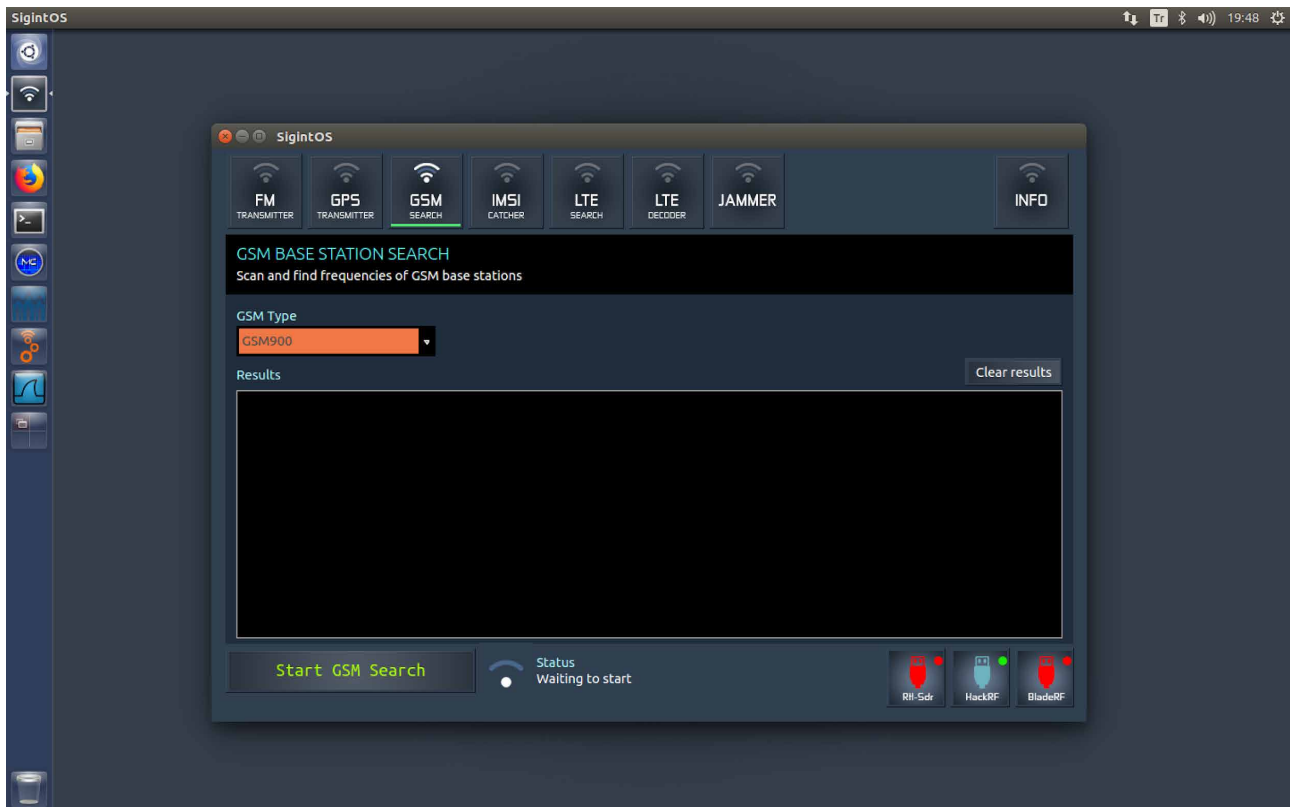 SigintOS
Tr
19:48
SigintOS
FM
TRANSMITTER
GPS
TRANSMITTER
GSM
SEARCH
IMSI
CATCHER
LTE
SEARCH
LTE
DECODER
JAMMER
INFO
GSM BASE STATION SEARCH
Scan and find frequencies of GSM base stations
GSM Type
GSM900
Results
Clear results
Start GSM Search
Status
Waiting to start
Rtl-Sdr
HackRF
BladeRF